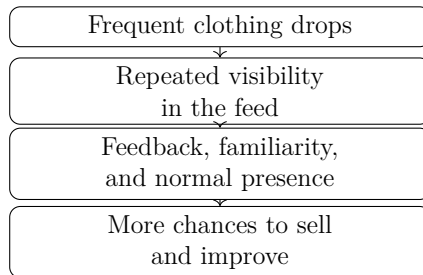 Frequent clothing drops
Repeated visibility
in the feed
Feedback, familiarity,
and normal presence
More chances to sell
and improve